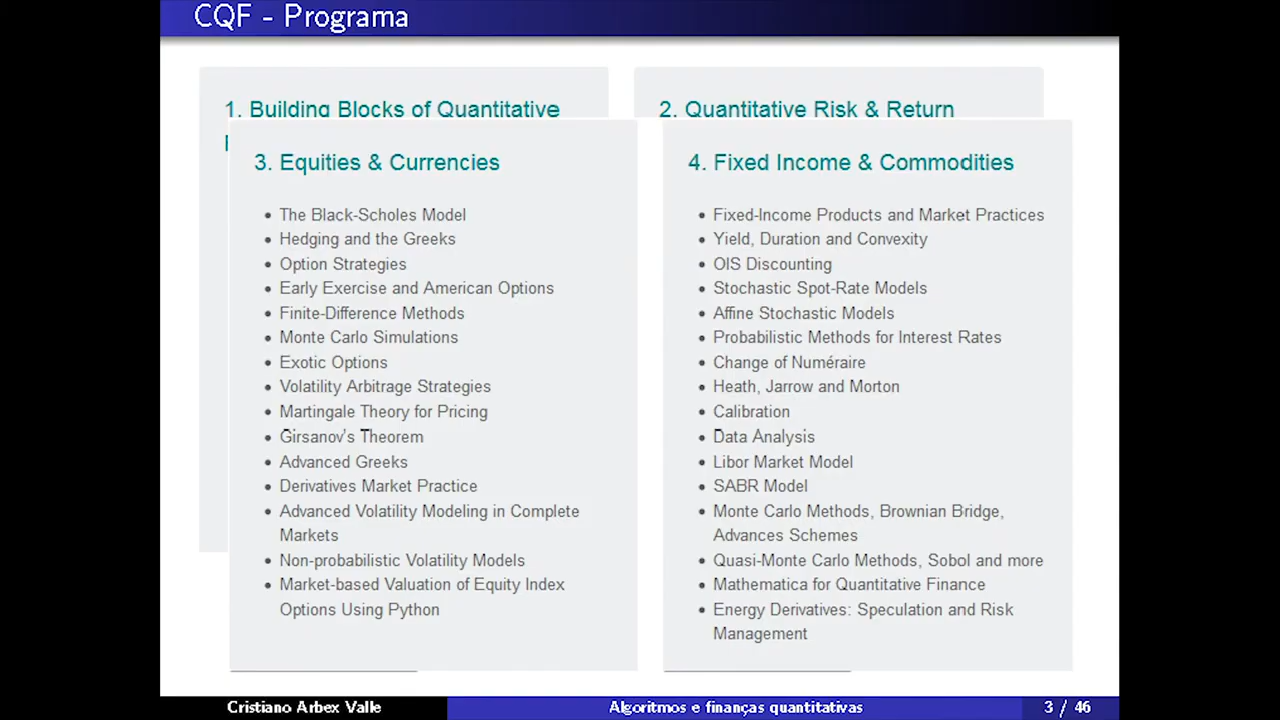 CQF - Programa
1. Building Blocks of Quantitative
2. Quantitative Risk & Return
3. Equities & Currencies
• The Black-Scholes Model
• Hedging and the Greeks
• Option Strategies
• Early Exercise and American Options
• Finite-Difference Methods
• Monte Carlo Simulations
• Exotic Options
• Volatility Arbitrage Strategies
• Martingale Theory for Pricing
• Girsanov's Theorem
• Advanced Greeks
• Derivatives Market Practice
• Advanced Volatility Modeling in Complete
Markets
• Non-probabilistic Volatility Models
• Market-based Valuation of Equity Index
Options Using Python
4. Fixed Income & Commodities
• Fixed-Income Products and Market Practices
• Yield, Duration and Convexity
• OIS Discounting
• Stochastic Spot-Rate Models
• Affine Stochastic Models
• Probabilistic Methods for Interest Rates
• Change of Numéraire
• Heath, Jarrow and Morton
• Calibration
• Data Analysis
• Libor Market Model
• SABR Model
• Monte Carlo Methods, Brownian Bridge,
Advances Schemes
• Quasi-Monte Carlo Methods, Sobol and more
• Mathematica for Quantitative Finance
• Energy Derivatives: Speculation and Risk
Management
Cristiano Arbex Valle
Algoritmos e finanças quantitativas
3 / 46